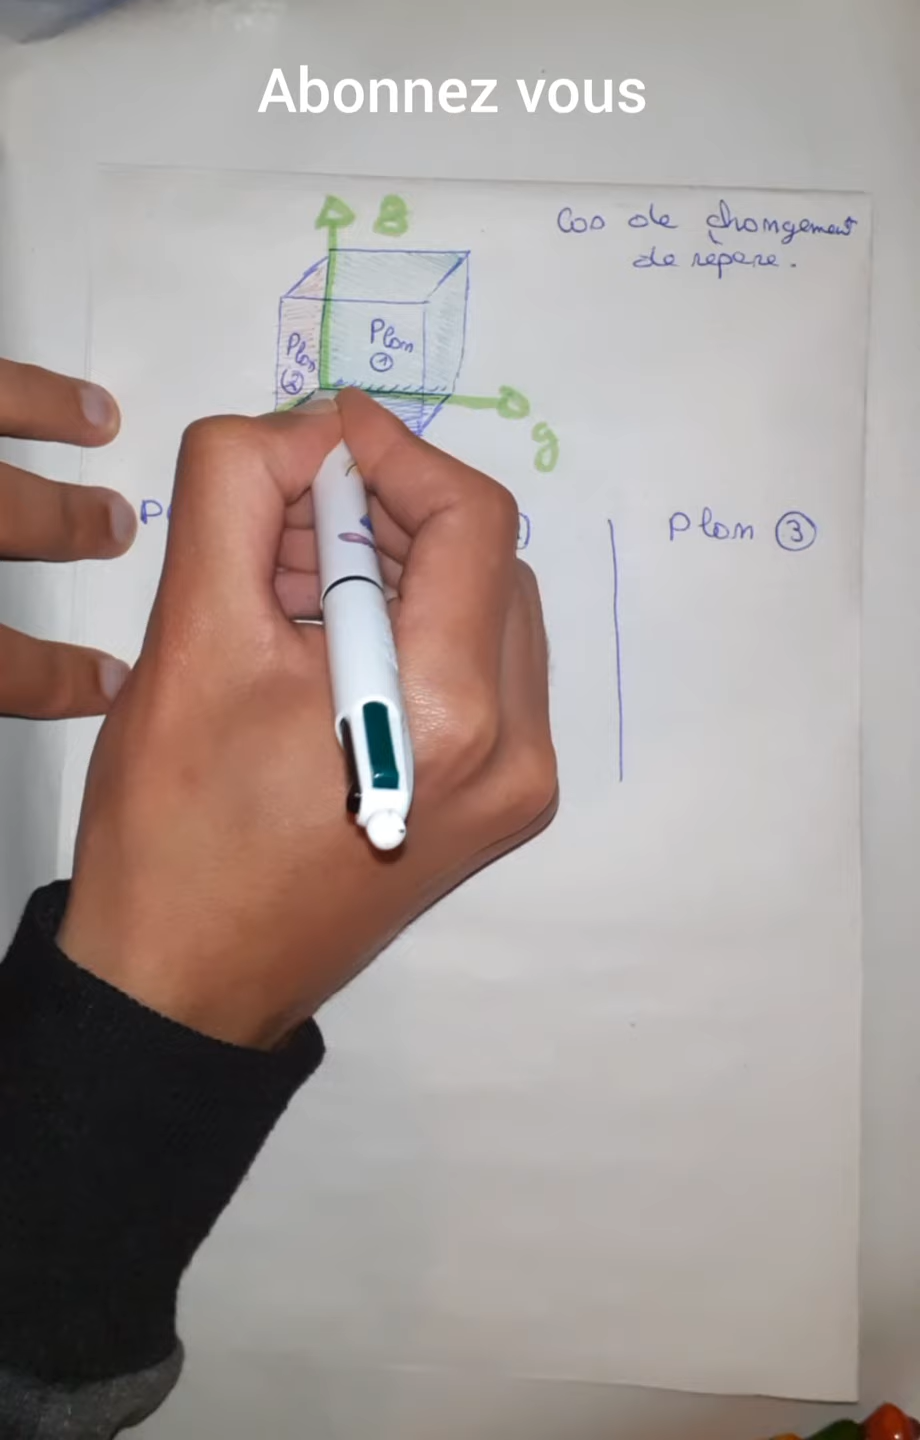 Abonnez vous
Cas de changement
de repere.
Plan
①
Plan
②
y
Plan ③